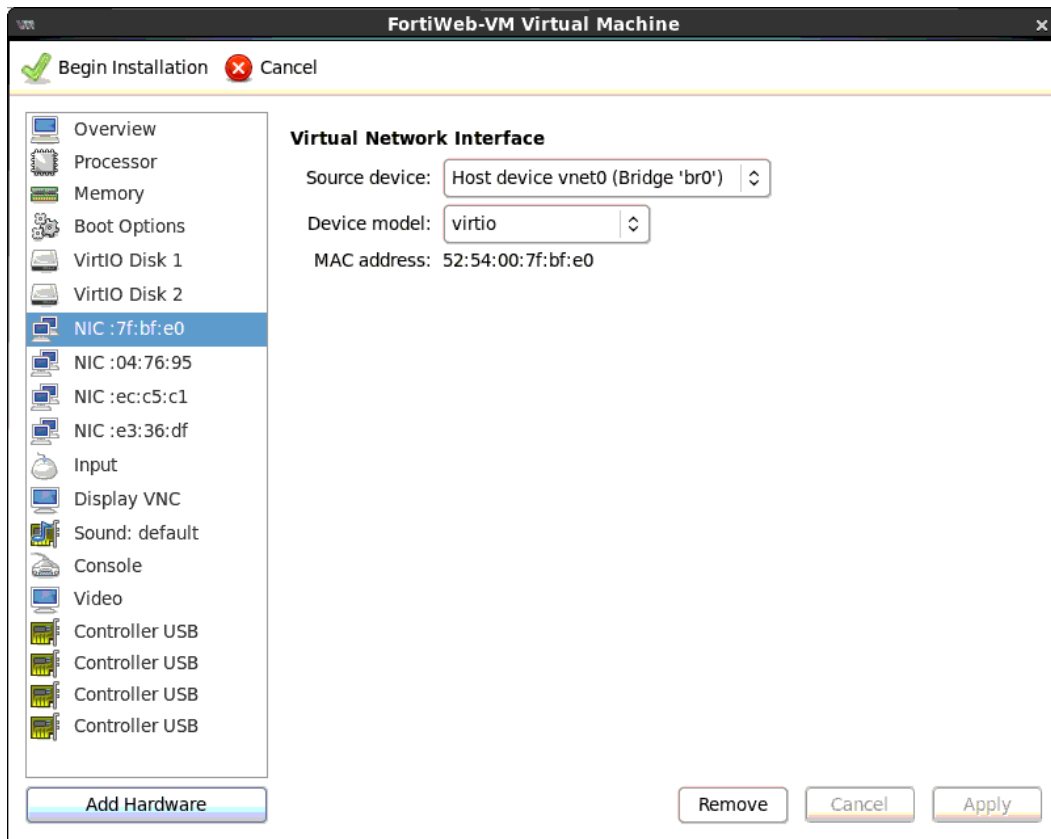 FortiWeb-VM Virtual Machine
Begin Installation Cancel
Overview
Processor
Memory
Boot Options
VirtIO Disk 1
VirtIO Disk 2
NIC :7f:bf:e0
NIC :04:76:95
NIC :ec:c5:c1
NIC :e3:36:df
Input
Display VNC
Sound: default
Console
Video
Controller USB
Controller USB
Controller USB
Controller USB
Add Hardware
Virtual Network Interface
Source device: Host device vnet0 (Bridge 'br0')
Device model: virtio
MAC address: 52:54:00:7f:bf:e0
Remove Cancel Apply